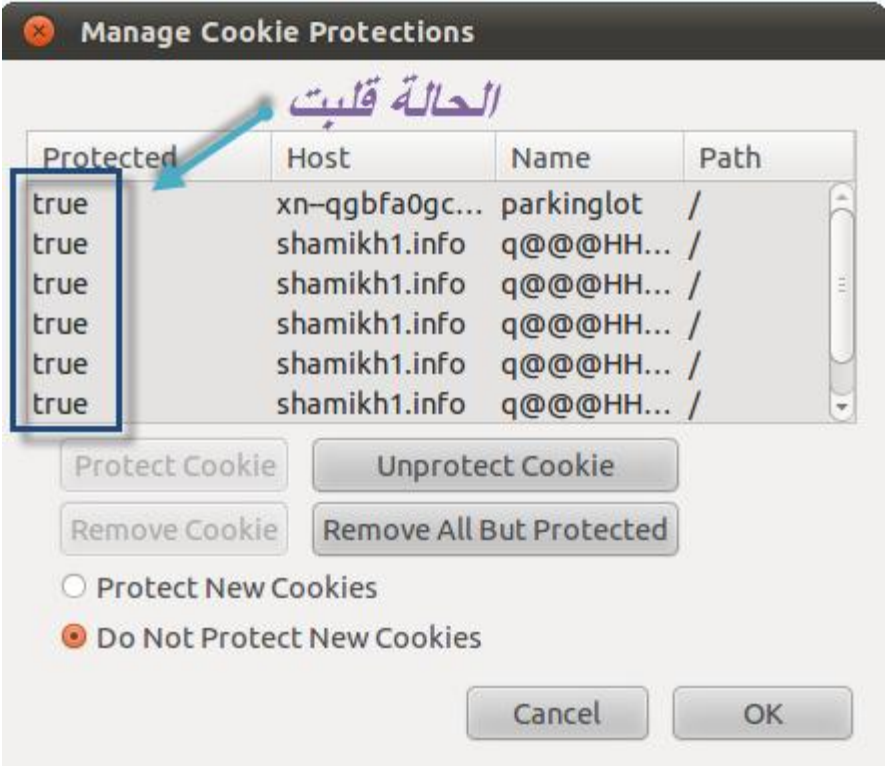 Manage Cookie Protections
الحالة قلبت
Protected Host Name Path
true xn--qgbfa0gc... parkinglot /
true shamikh1.info q@@@HH... /
true shamikh1.info q@@@HH... /
true shamikh1.info q@@@HH... /
true shamikh1.info q@@@HH... /
true shamikh1.info q@@@HH... /
Protect Cookie Unprotect Cookie
Remove Cookie Remove All But Protected
Protect New Cookies
Do Not Protect New Cookies
Cancel OK